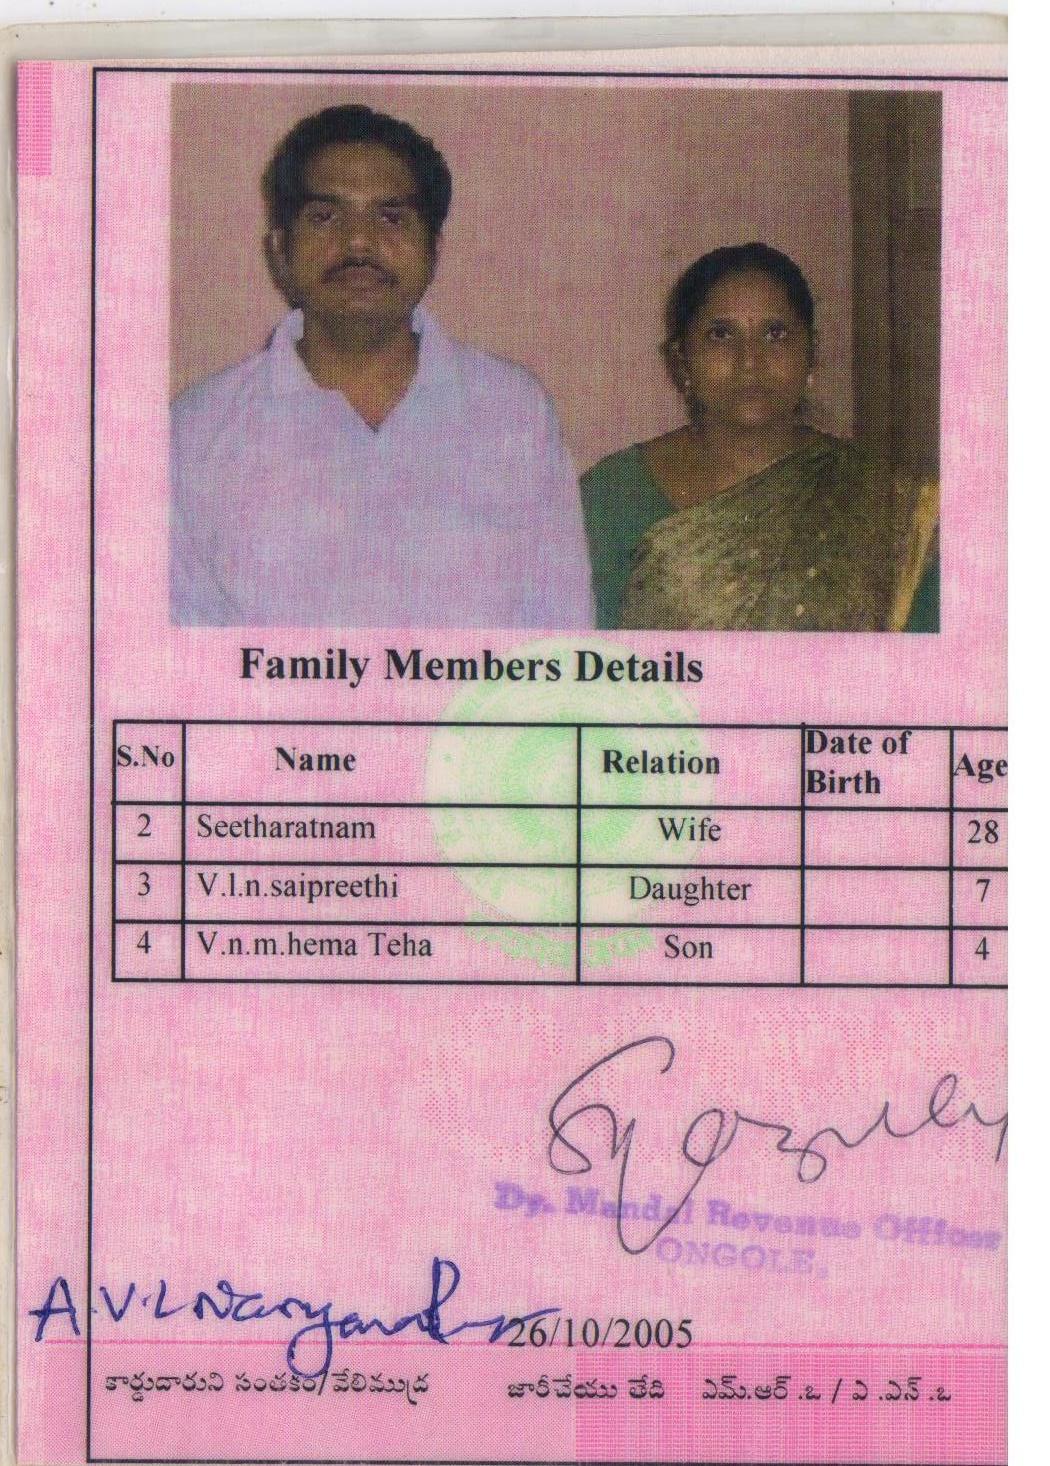 Family Members Details
S.No Name Relation Date of Birth Age
2 Seetharatnam Wife 28
3 V.l.n.saipreethi Daughter 7
4 V.n.m.hema Teha Son 4
Dy. Mandal Revenue Officer
ONGOLE.
A.V.L
26/10/2005
కార్డుదారుని సంతకం/వేలిముద్ర జారీచేయు తేది ఎమ్.ఆర్ .ఒ / ఎ .ఎస్ .ఒ